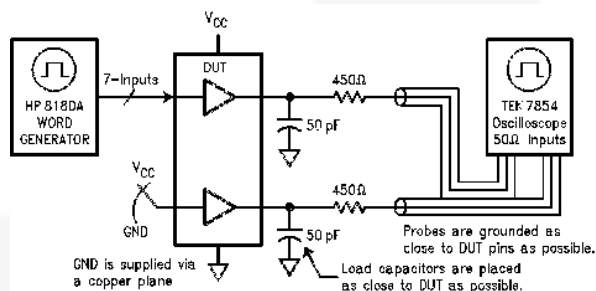 VCC
DUT
7-Inputs
HP 818DA
WORD
GENERATOR
450Ω
50 pF
TEK 7854
Oscilloscope
50Ω Inputs
VCC
GND
450Ω
50 pF
Probes are grounded as
close to DUT pins as possible.
GND is supplied via
a copper plane
Load capacitors are placed
as close to DUT as possible.